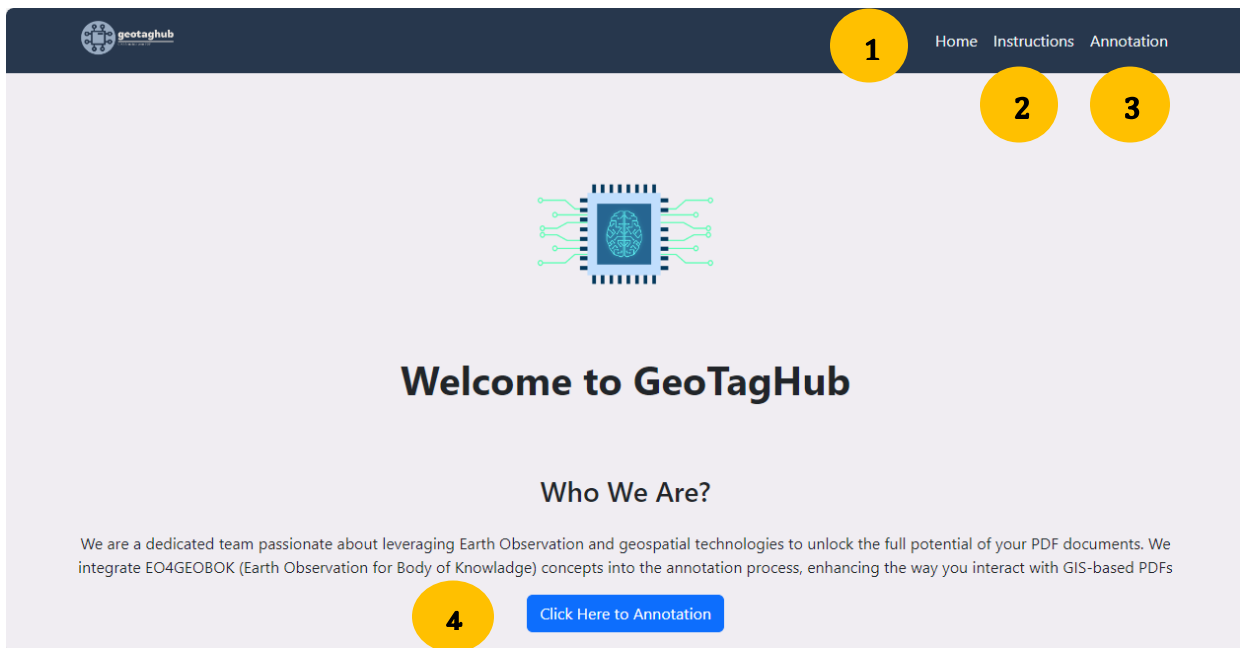 geotaghub
1
Home Instructions Annotation
2
3
Welcome to GeoTagHub
Who We Are?
We are a dedicated team passionate about leveraging Earth Observation and geospatial technologies to unlock the full potential of your PDF documents. We
integrate EO4GEOBOK (Earth Observation for Body of Knowladge) concepts into the annotation process, enhancing the way you interact with GIS-based PDFs
4
Click Here to Annotation